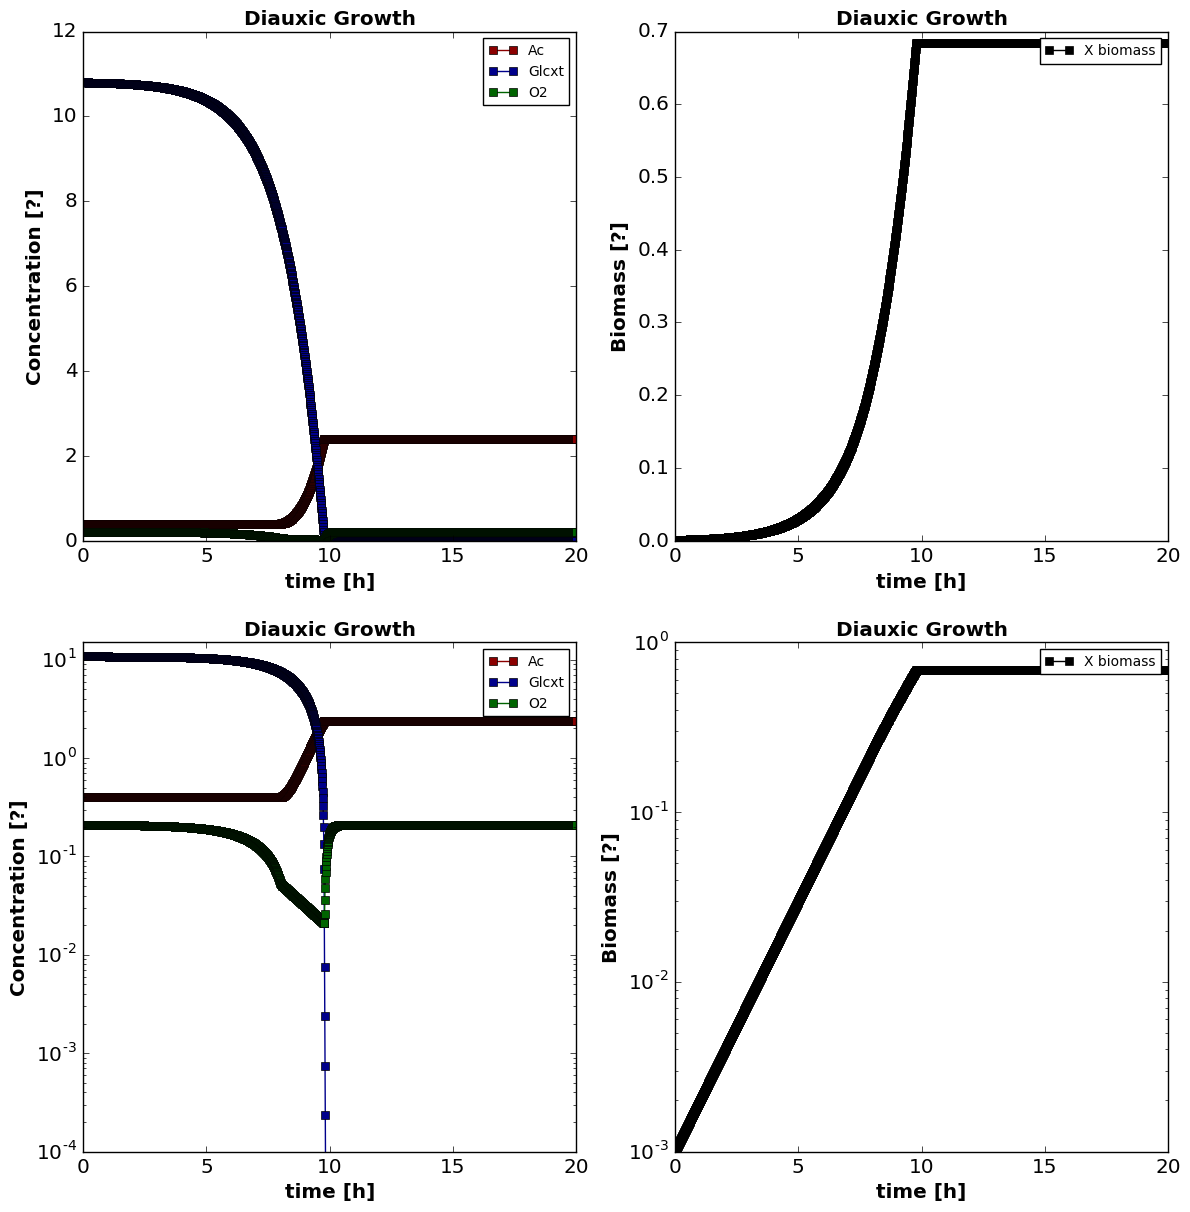 Diauxic Growth
Concentration [?]
12
10
8
6
4
2
0
0 5 10 15 20
time [h]
Ac
Glcxt
O2
Diauxic Growth
Biomass [?]
0.7
0.6
0.5
0.4
0.3
0.2
0.1
0.0
0 5 10 15 20
time [h]
X biomass
Diauxic Growth
Concentration [?]
10^1
10^0
10^-1
10^-2
10^-3
10^-4
0 5 10 15 20
time [h]
Ac
Glcxt
O2
Diauxic Growth
Biomass [?]
10^0
10^-1
10^-2
10^-3
0 5 10 15 20
time [h]
X biomass